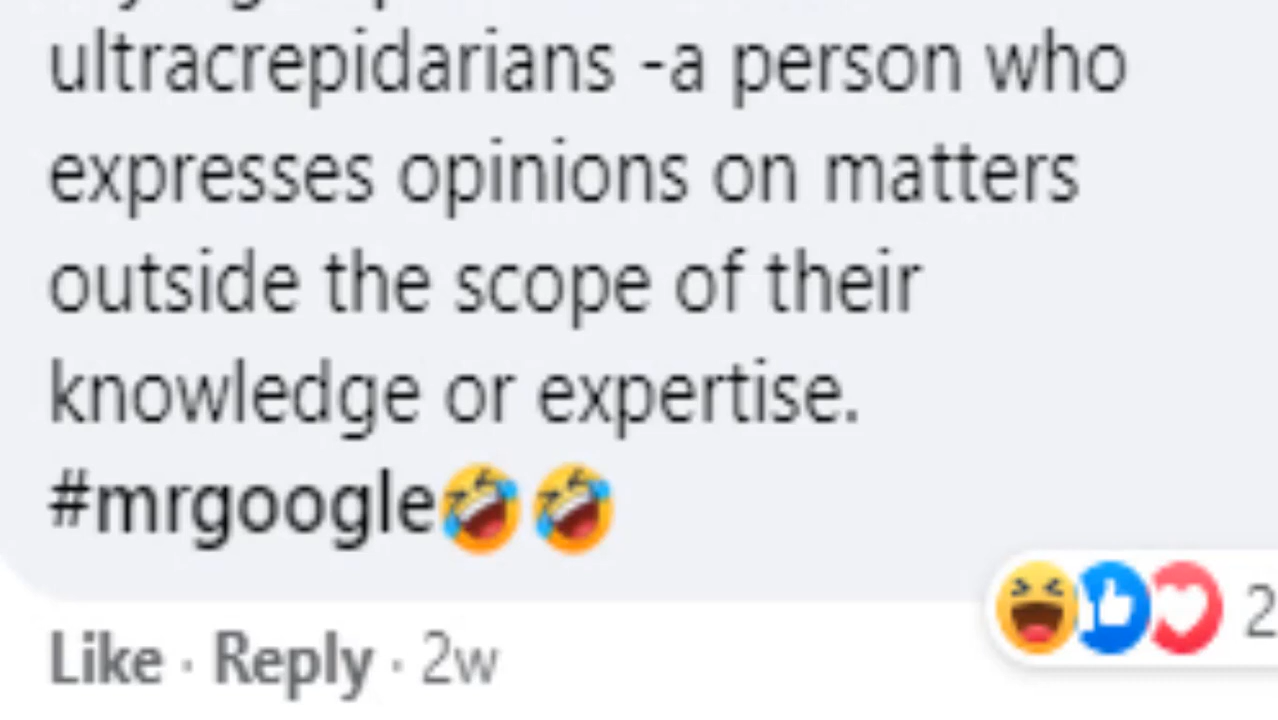 ultracrepidarians -a person who
expresses opinions on matters
outside the scope of their
knowledge or expertise.
#mrgoogle🤣🤣
Like · Reply · 2w
2